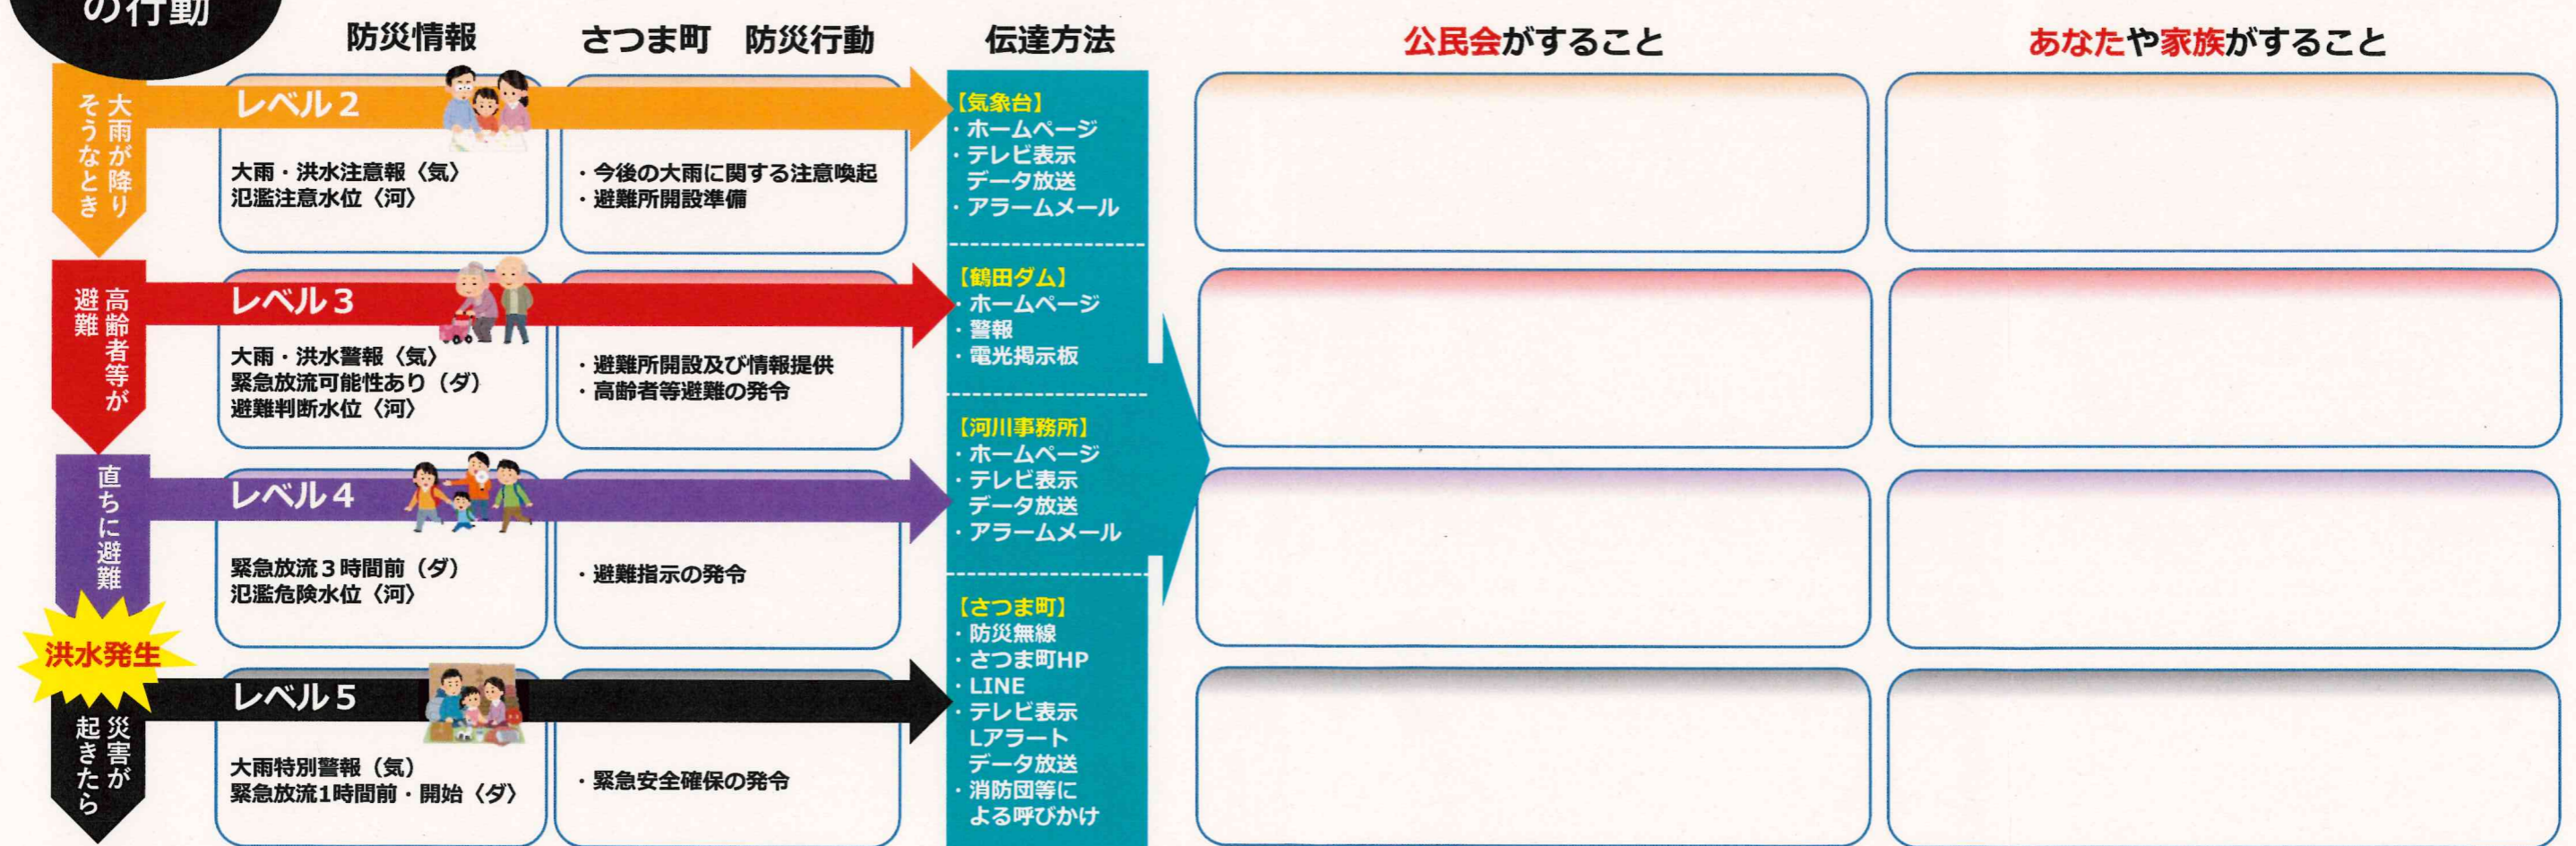 の行動
防災情報
さつま町　防災行動
伝達方法
公民会がすること
あなたや家族がすること
大雨が降り
そうなとき
レベル２
大雨・洪水注意報〈気〉
氾濫注意水位〈河〉
・今後の大雨に関する注意喚起
・避難所開設準備
高齢者等が
避難
レベル３
大雨・洪水警報〈気〉
緊急放流可能性あり（ダ）
避難判断水位〈河〉
・避難所開設及び情報提供
・高齢者等避難の発令
直ちに避難
レベル４
緊急放流３時間前（ダ）
氾濫危険水位〈河〉
・避難指示の発令
洪水発生
災害が
起きたら
レベル５
大雨特別警報（気）
緊急放流1時間前・開始〈ダ〉
・緊急安全確保の発令
【気象台】
・ホームページ
・テレビ表示
データ放送
・アラームメール
【鶴田ダム】
・ホームページ
・警報
・電光掲示板
【河川事務所】
・ホームページ
・テレビ表示
データ放送
・アラームメール
【さつま町】
・防災無線
・さつま町HP
・LINE
・テレビ表示
Lアラート
データ放送
・消防団等に
よる呼びかけ